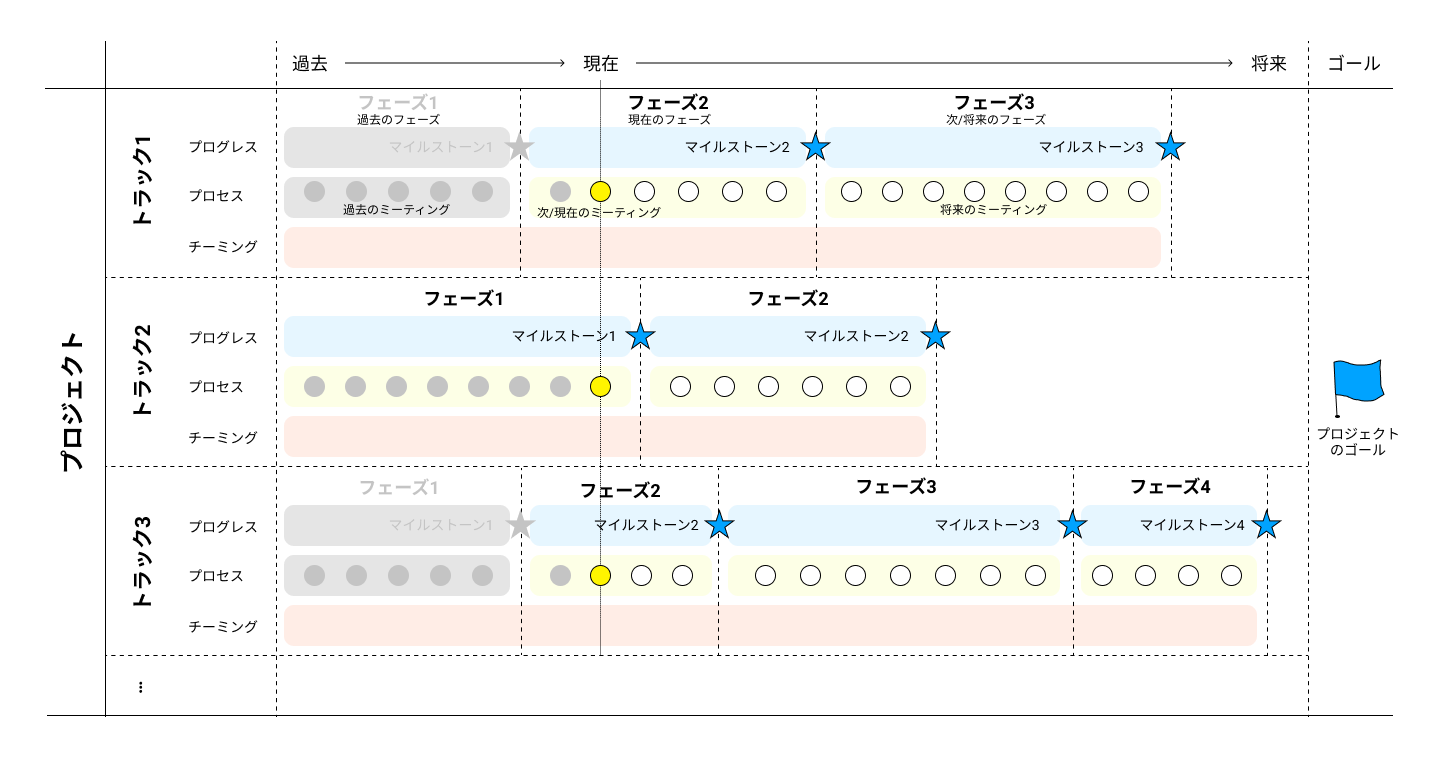 過去
現在
将来
ゴール
プロジェクト
トラック1
フェーズ1
過去のフェーズ
フェーズ2
現在のフェーズ
フェーズ3
次/将来のフェーズ
プログレス
マイルストーン1
マイルストーン2
マイルストーン3
プロセス
過去のミーティング
次/現在のミーティング
将来のミーティング
チーミング
トラック2
フェーズ1
フェーズ2
プログレス
マイルストーン1
マイルストーン2
プロセス
チーミング
プロジェクト
のゴール
トラック3
フェーズ1
フェーズ2
フェーズ3
フェーズ4
プログレス
マイルストーン1
マイルストーン2
マイルストーン3
マイルストーン4
プロセス
チーミング
...